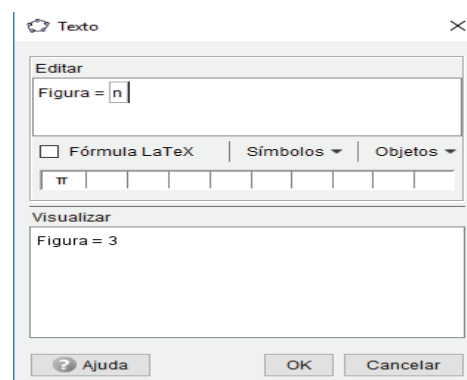 Texto
Editar
Figura = n
Fórmula LaTeX Símbolos Objetos
π
Visualizar
Figura = 3
Ajuda OK Cancelar